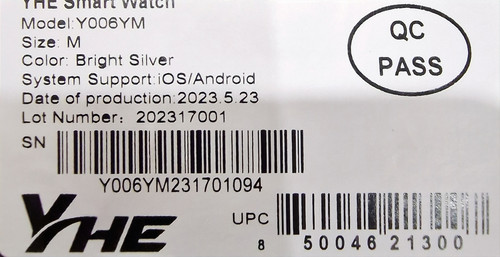 YHE Smart Watch
Model:Y006YM
Size: M
Color: Bright Silver
System Support:iOS/Android
Date of production:2023.5.23
Lot Number: 202317001
QC
PASS
SN
Y006YM231701094
YHE
UPC
8 50046 21300